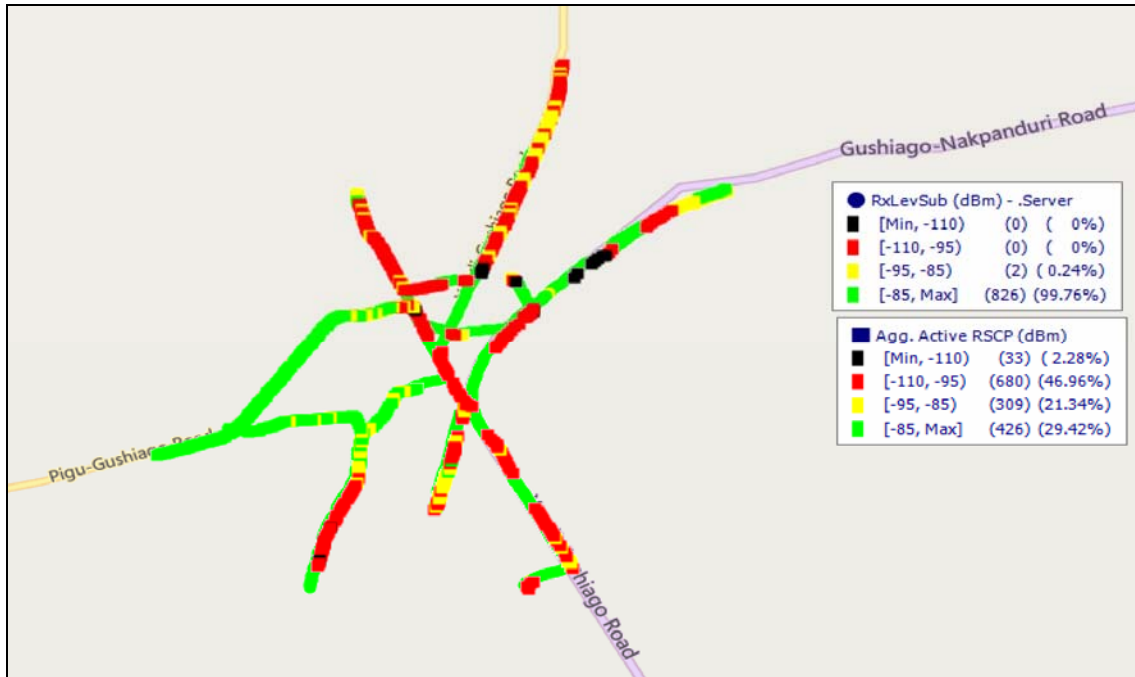 Gushiago-Nakpanduri Road
RxLevSub (dBm) - .Server
[Min, -110) (0) ( 0%)
[-110, -95) (0) ( 0%)
[-95, -85) (2) ( 0.24%)
[-85, Max] (826) (99.76%)
Agg. Active RSCP (dBm)
[Min, -110) (33) ( 2.28%)
[-110, -95) (680) (46.96%)
[-95, -85) (309) (21.34%)
[-85, Max] (426) (29.42%)
Pigu-Gushiago Road
Road